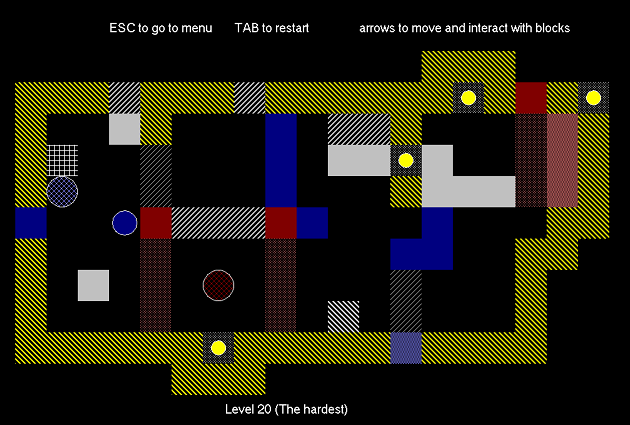 ESC to go to menu TAB to restart arrows to move and interact with blocks
Level 20 (The hardest)